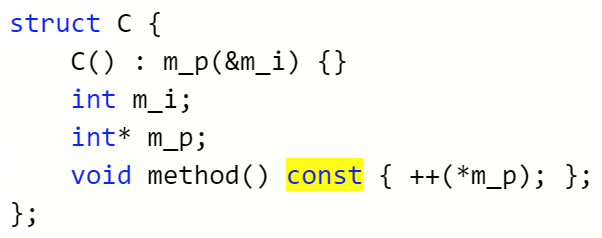 struct C {
    C() : m_p(&m_i) {}
    int m_i;
    int* m_p;
    void method() const { ++(*m_p); };
};